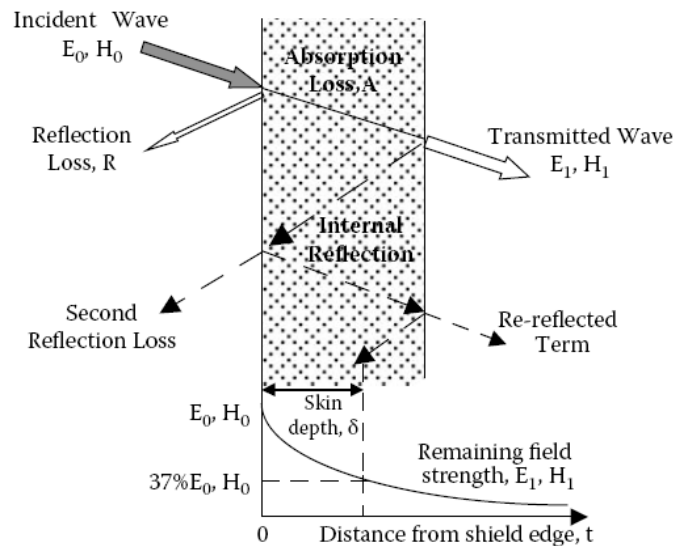 Incident Wave
E₀, H₀
Absorption
Loss,A
Reflection
Loss, R
Transmitted Wave
E₁, H₁
Internal
Reflection
Second
Reflection Loss
Re-reflected
Term
Skin
depth, δ
E₀, H₀
Remaining field
strength, E₁, H₁
37%E₀, H₀
0
Distance from shield edge, t